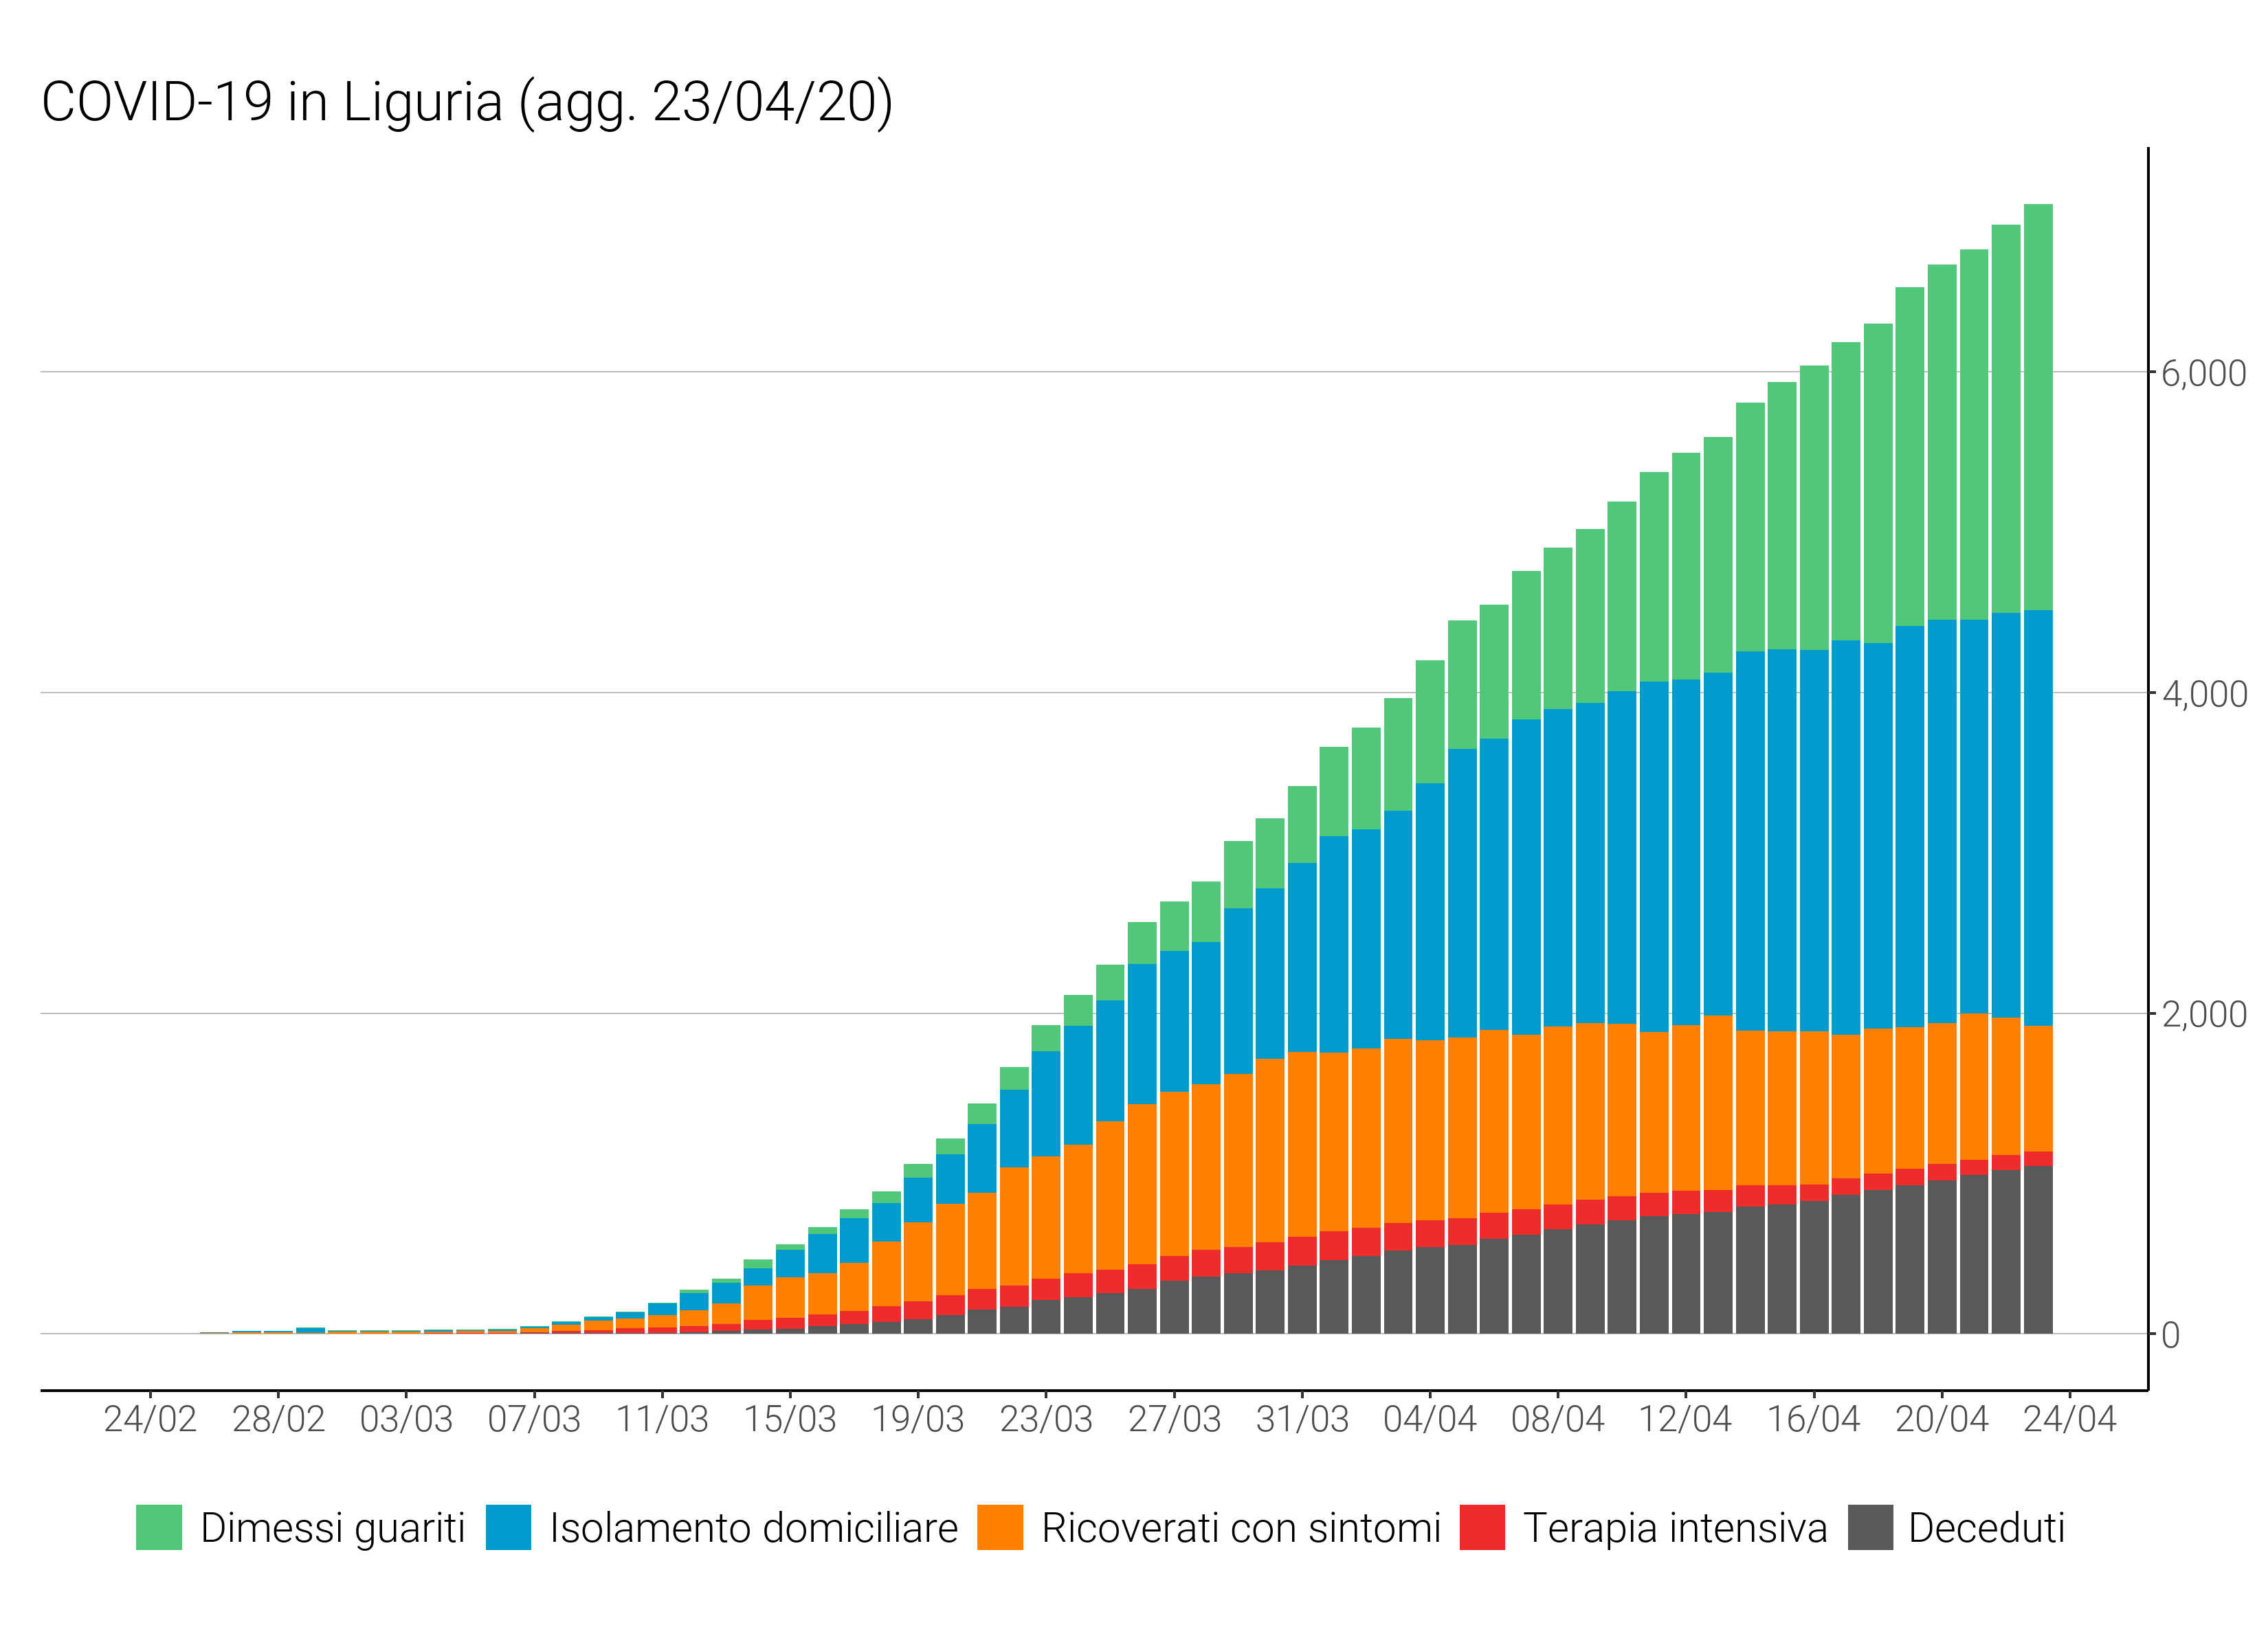 COVID-19 in Liguria (agg. 23/04/20)
6,000
4,000
2,000
0
24/02 28/02 03/03 07/03 11/03 15/03 19/03 23/03 27/03 31/03 04/04 08/04 12/04 16/04 20/04 24/04
Dimessi guariti Isolamento domiciliare Ricoverati con sintomi Terapia intensiva Deceduti